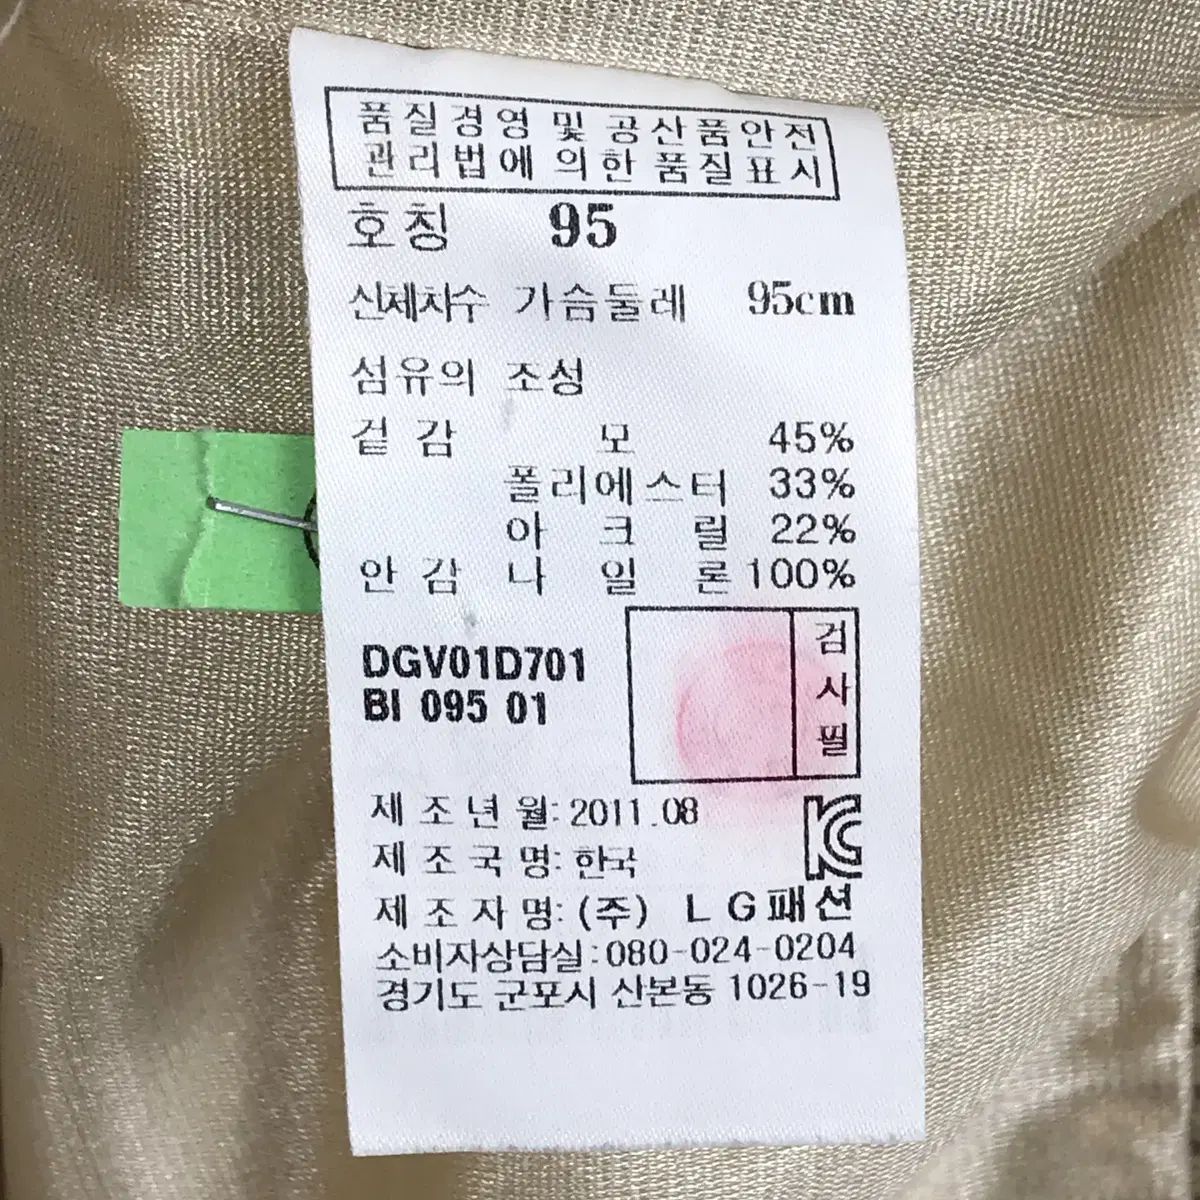 품질경영 및 공산품안전
관리법에 의한 품질표시
호칭 95
신체치수 가슴둘레 95cm
섬유의 조성
겉감 모 45%
폴리에스터 33%
아크릴 22%
안감 나일론 100%
DGV01D701
BI 095 01
검사필
제조년월: 2011.08
제조국명: 한국
제조자명: (주) LG패션
소비자상담실:080-024-0204
경기도 군포시 산본동 1026-19